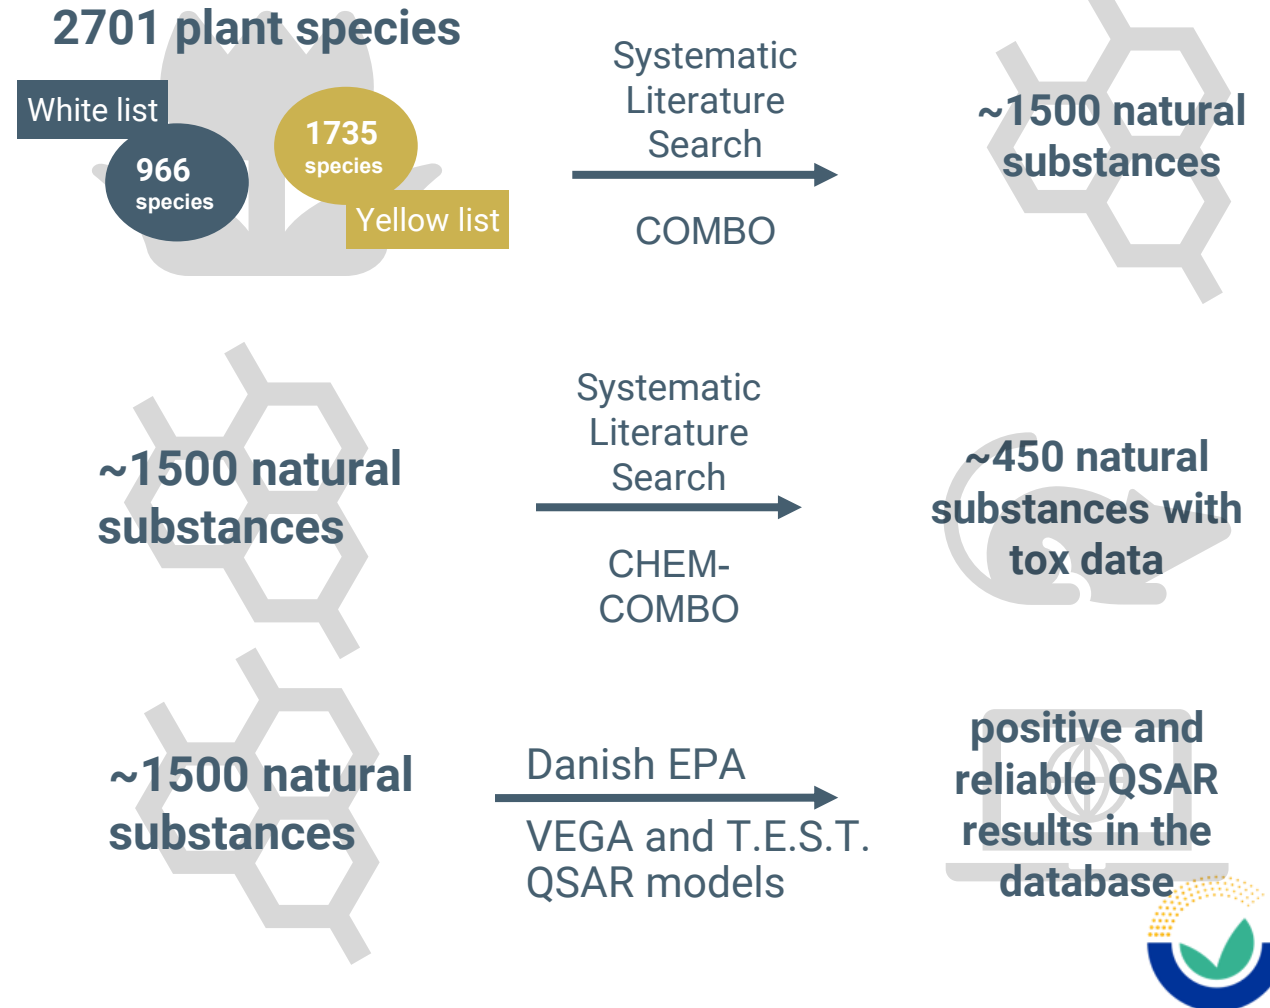 2701 plant species
White list
966
species
1735
species
Yellow list
Systematic
Literature
Search
COMBO
~1500 natural
substances
~1500 natural
substances
Systematic
Literature
Search
CHEM-
COMBO
~450 natural
substances with
tox data
~1500 natural
substances
Danish EPA
VEGA and T.E.S.T.
QSAR models
positive and
reliable QSAR
results in the
database